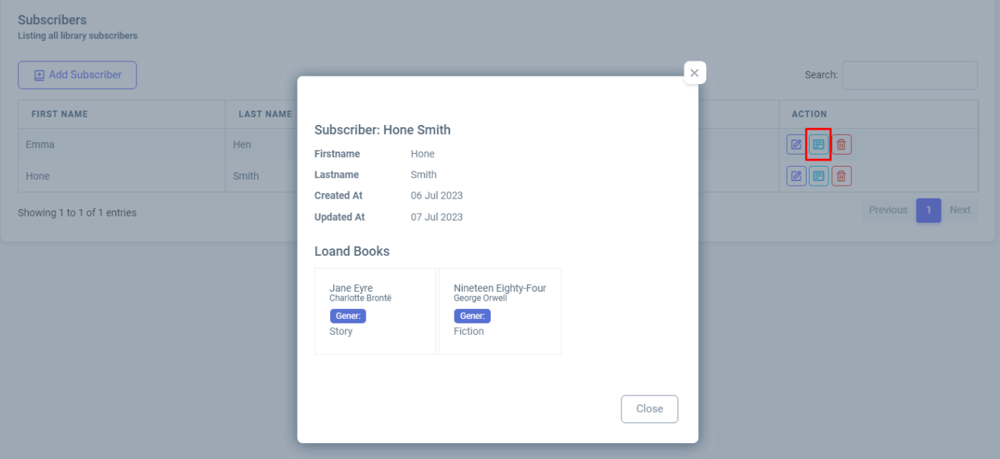 Subscribers
Listing all library subscribers
Add Subscriber
Search:
FIRST NAME LAST NAME ACTION
Emma Hen
Hone Smith
Showing 1 to 1 of 1 entries
Previous 1 Next
Subscriber: Hone Smith
Firstname Hone
Lastname Smith
Created At 06 Jul 2023
Updated At 07 Jul 2023
Loand Books
Jane Eyre
Charlotte Brontë
Gener:
Story
Nineteen Eighty-Four
George Orwell
Gener:
Fiction
Close